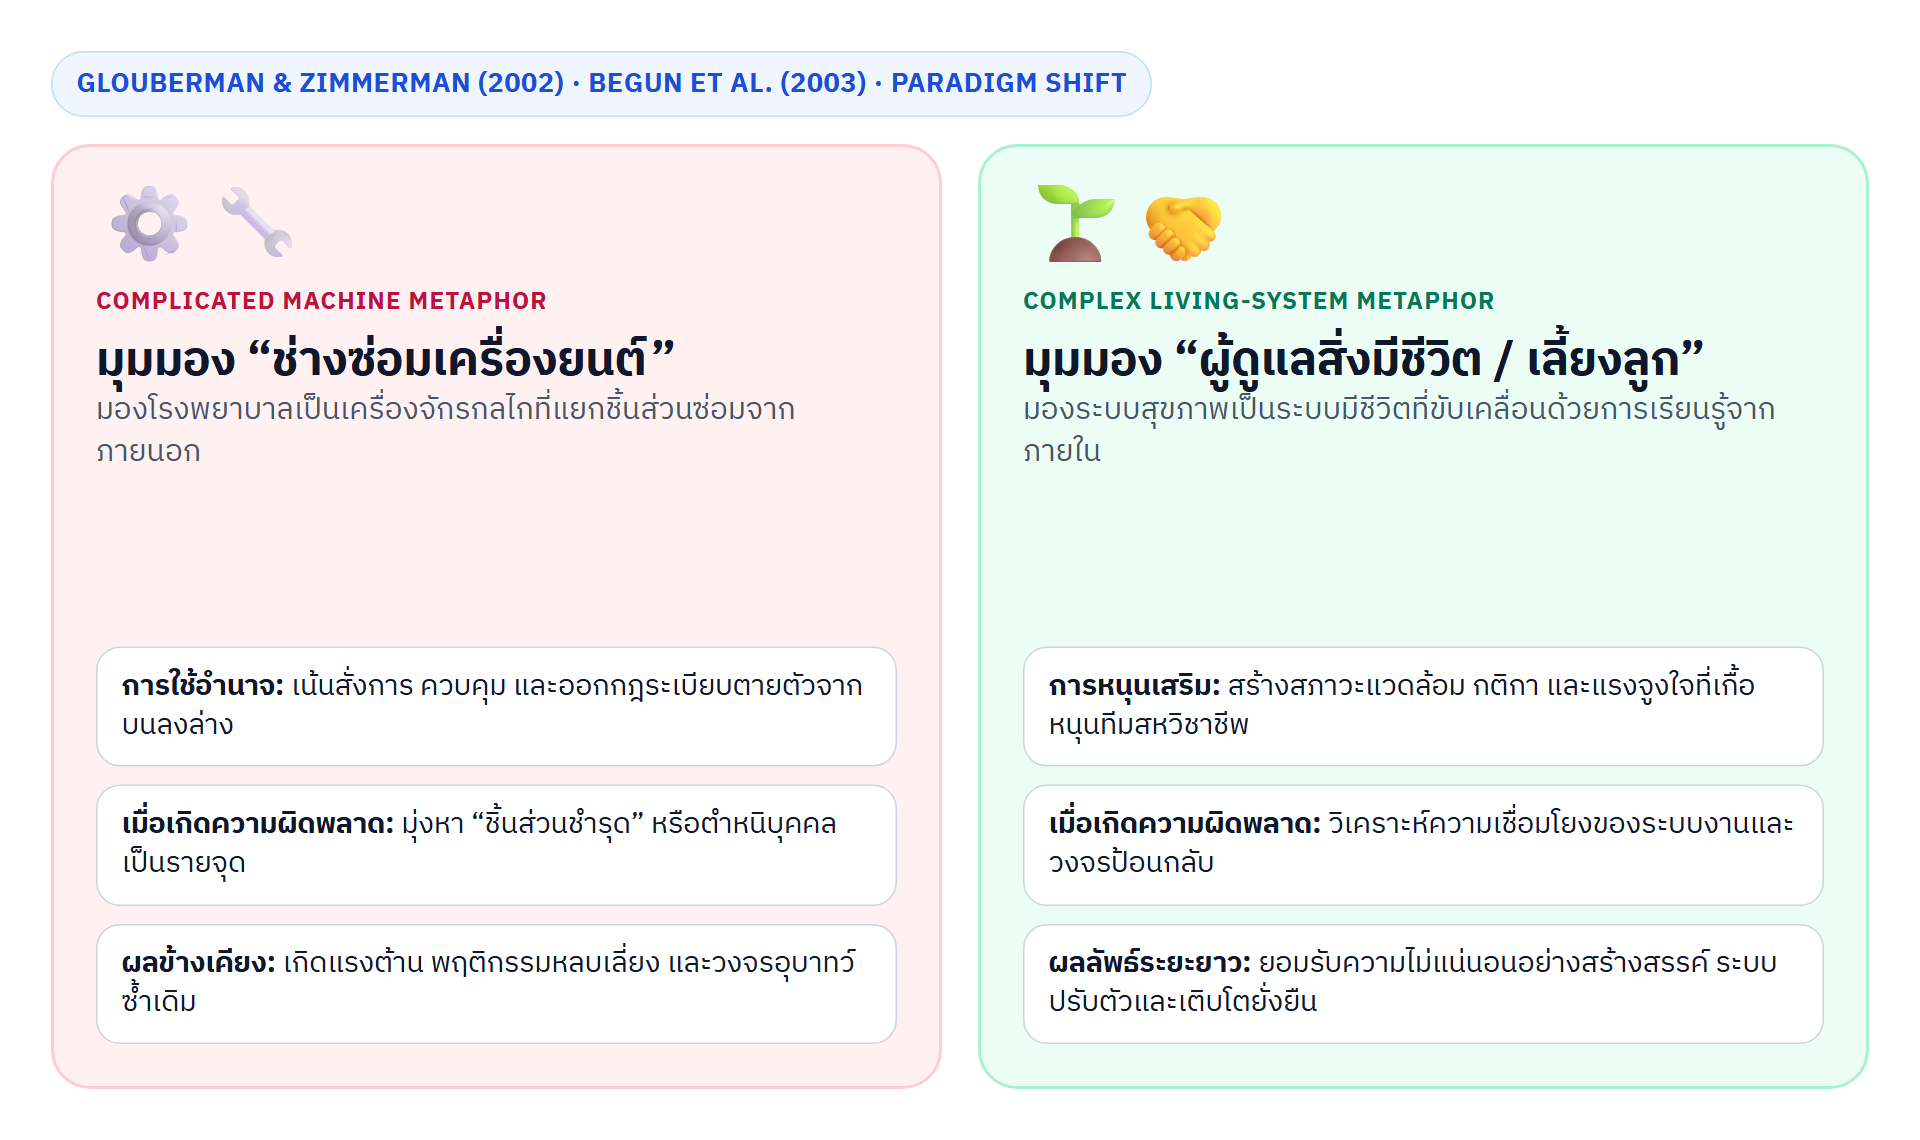 GLOUBERMAN & ZIMMERMAN (2002) · BEGUN ET AL. (2003) · PARADIGM SHIFT
COMPLICATED MACHINE METAPHOR
มุมมอง “ช่างซ่อมเครื่องยนต์”
มองโรงพยาบาลเป็นเครื่องจักรกลไกที่แยกชิ้นส่วนซ่อมจาก
ภายนอก
การใช้อำนาจ: เน้นสั่งการ ควบคุม และออกกฎระเบียบตายตัวจาก
บนลงล่าง
เมื่อเกิดความผิดพลาด: มุ่งหา “ชิ้นส่วนชำรุด” หรือตำหนิบุคคล
เป็นรายจุด
ผลข้างเคียง: เกิดแรงต้าน พฤติกรรมหลบเลี่ยง และวงจรอุบาทว์
ซ้ำเดิม
COMPLEX LIVING-SYSTEM METAPHOR
มุมมอง “ผู้ดูแลสิ่งมีชีวิต / เลี้ยงลูก”
มองระบบสุขภาพเป็นระบบมีชีวิตที่ขับเคลื่อนด้วยการเรียนรู้จาก
ภายใน
การหนุนเสริม: สร้างสภาวะแวดล้อม กติกา และแรงจูงใจที่เกื้อ
หนุนทีมสหวิชาชีพ
เมื่อเกิดความผิดพลาด: วิเคราะห์ความเชื่อมโยงของระบบงานและ
วงจรป้อนกลับ
ผลลัพธ์ระยะยาว: ยอมรับความไม่แน่นอนอย่างสร้างสรรค์ ระบบ
ปรับตัวและเติบโตยั่งยืน